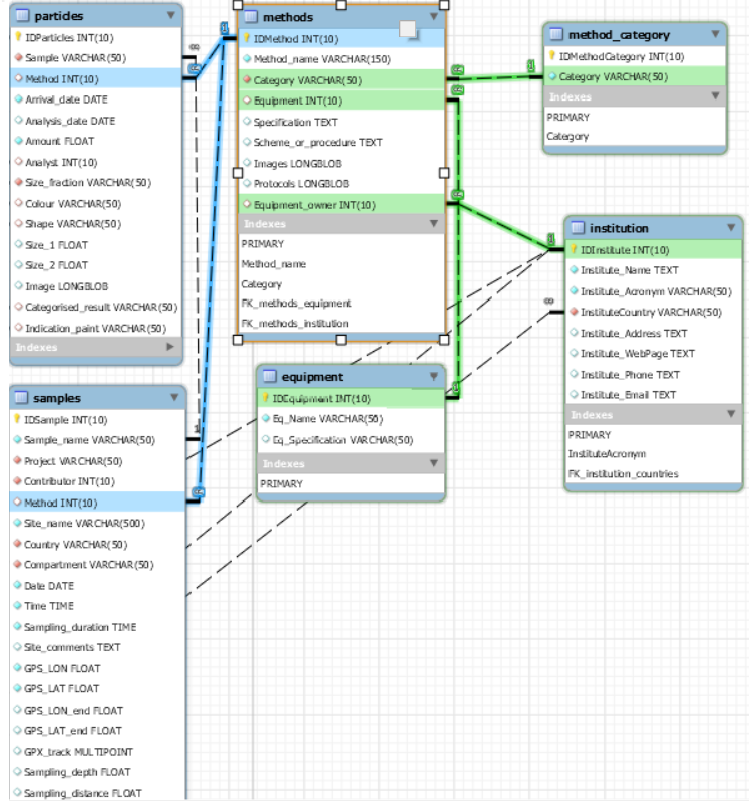 particles
IDParticles INT(10)
Sample VARCHAR(50)
Method INT(10)
Arrival_date DATE
Analysis_date DATE
Amount FLOAT
Analyst INT(10)
Size_fraction VARCHAR(50)
Colour VARCHAR(50)
Shape VARCHAR(50)
Size_1 FLOAT
Size_2 FLOAT
Image LONGBLOB
Categorised_result VARCHAR(50)
Indication_paint VARCHAR(50)
Indexes
samples
IDSample INT(10)
Sample_name VARCHAR(50)
Project VARCHAR(50)
Contributor INT(10)
Method INT(10)
Site_name VARCHAR(500)
Country VARCHAR(50)
Compartment VARCHAR(50)
Date DATE
Time TIME
Sampling_duration TIME
Site_comments TEXT
GPS_LON FLOAT
GPS_LAT FLOAT
GPS_LON_end FLOAT
GPS_LAT_end FLOAT
GPX_track MULTIPOINT
Sampling_depth FLOAT
Sampling_distance FLOAT
methods
IDMethod INT(10)
Method_name VARCHAR(150)
Category VARCHAR(50)
Equipment INT(10)
Specification TEXT
Scheme_or_procedure TEXT
Images LONGBLOB
Protocols LONGBLOB
Equipment_owner INT(10)
Indexes
PRIMARY
Method_name
Category
FK_methods_equipment
FK_methods_institution
equipment
IDEquipment INT(10)
Eq_Name VARCHAR(50)
Eq_Specification VARCHAR(50)
Indexes
PRIMARY
method_category
IDMethodCategory INT(10)
Category VARCHAR(50)
Indexes
PRIMARY
Catergory
institution
IDInstitute INT(10)
Institute_Name TEXT
Institute_Acronym VARCHAR(50)
InstituteCountry VARCHAR(50)
Institute_Address TEXT
Institute_WebPage TEXT
Institute_Phone TEXT
Institute_Email TEXT
Indexes
PRIMARY
InstituteAcronym
FK_institution_countries
∞
1
∞
1
1
1
1